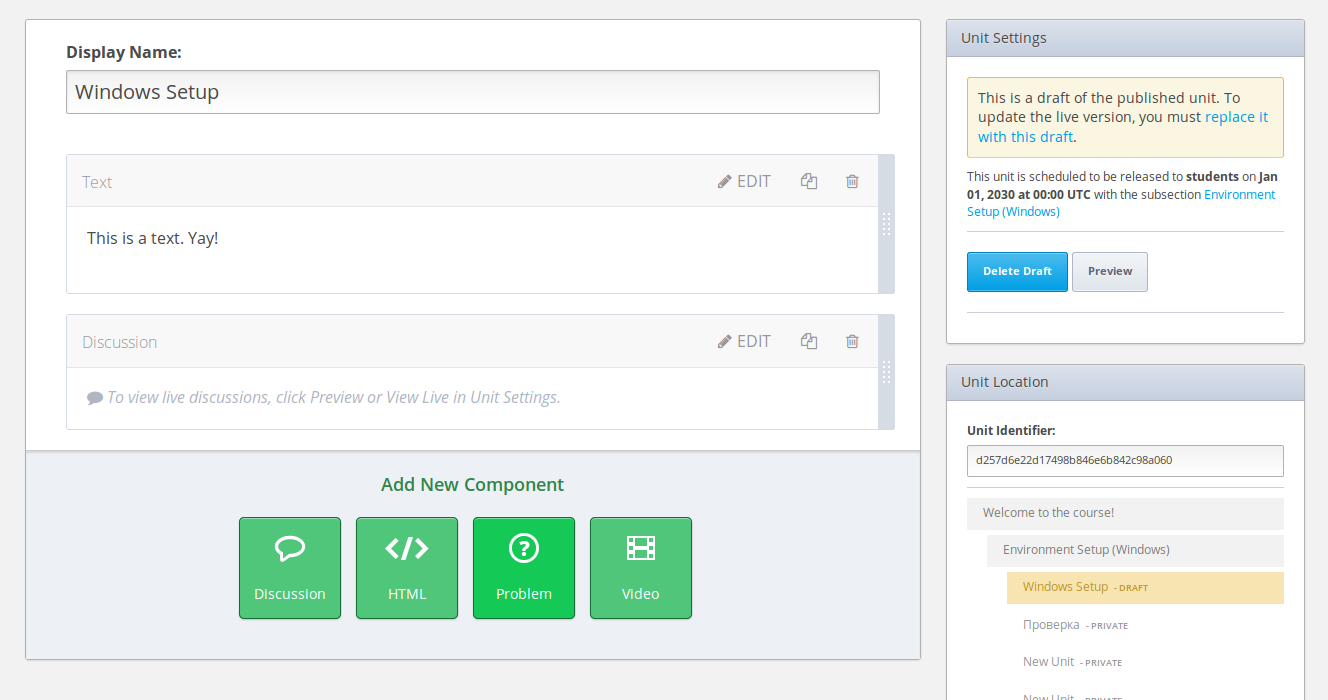 Display Name:
Windows Setup
Text
EDIT
This is a text. Yay!
Discussion
EDIT
To view live discussions, click Preview or View Live in Unit Settings.
Add New Component
Discussion
HTML
Problem
Video
Unit Settings
This is a draft of the published unit. To
update the live version, you must replace it
with this draft.
This unit is scheduled to be released to students on Jan
01, 2030 at 00:00 UTC with the subsection Environment
Setup (Windows)
Delete Draft
Preview
Unit Location
Unit Identifier:
d257d6e22d17498b846e6b842c98a060
Welcome to the course!
Environment Setup (Windows)
Windows Setup - DRAFT
Проверка - PRIVATE
New Unit - PRIVATE
New Unit - PRIVATE